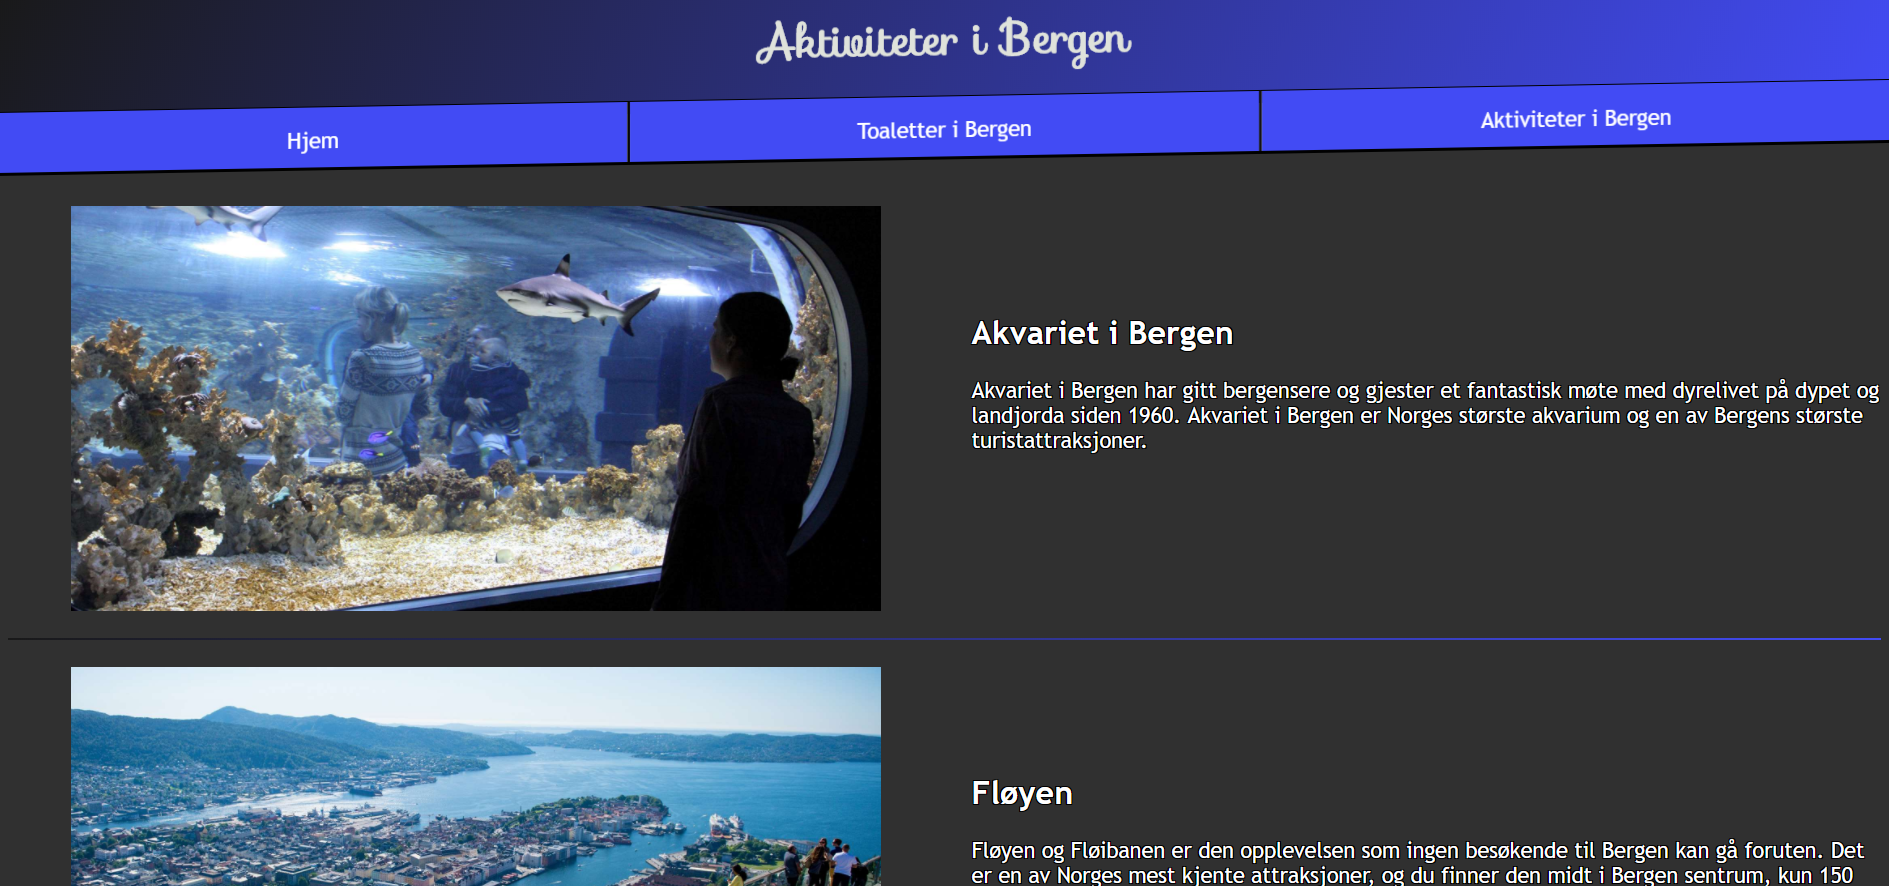 Aktiviteter i Bergen
Hjem
Toaletter i Bergen
Aktiviteter i Bergen
Akvariet i Bergen
Akvariet i Bergen har gitt bergensere og gjester et fantastisk møte med dyrelivet på dypet og
landjorda siden 1960. Akvariet i Bergen er Norges største akvarium og en av Bergens største
turistattraksjoner.
Fløyen
Fløyen og Fløibanen er den opplevelsen som ingen besøkende til Bergen kan gå foruten. Det
er en av Norges mest kjente attraksjoner, og du finner den midt i Bergen sentrum, kun 150